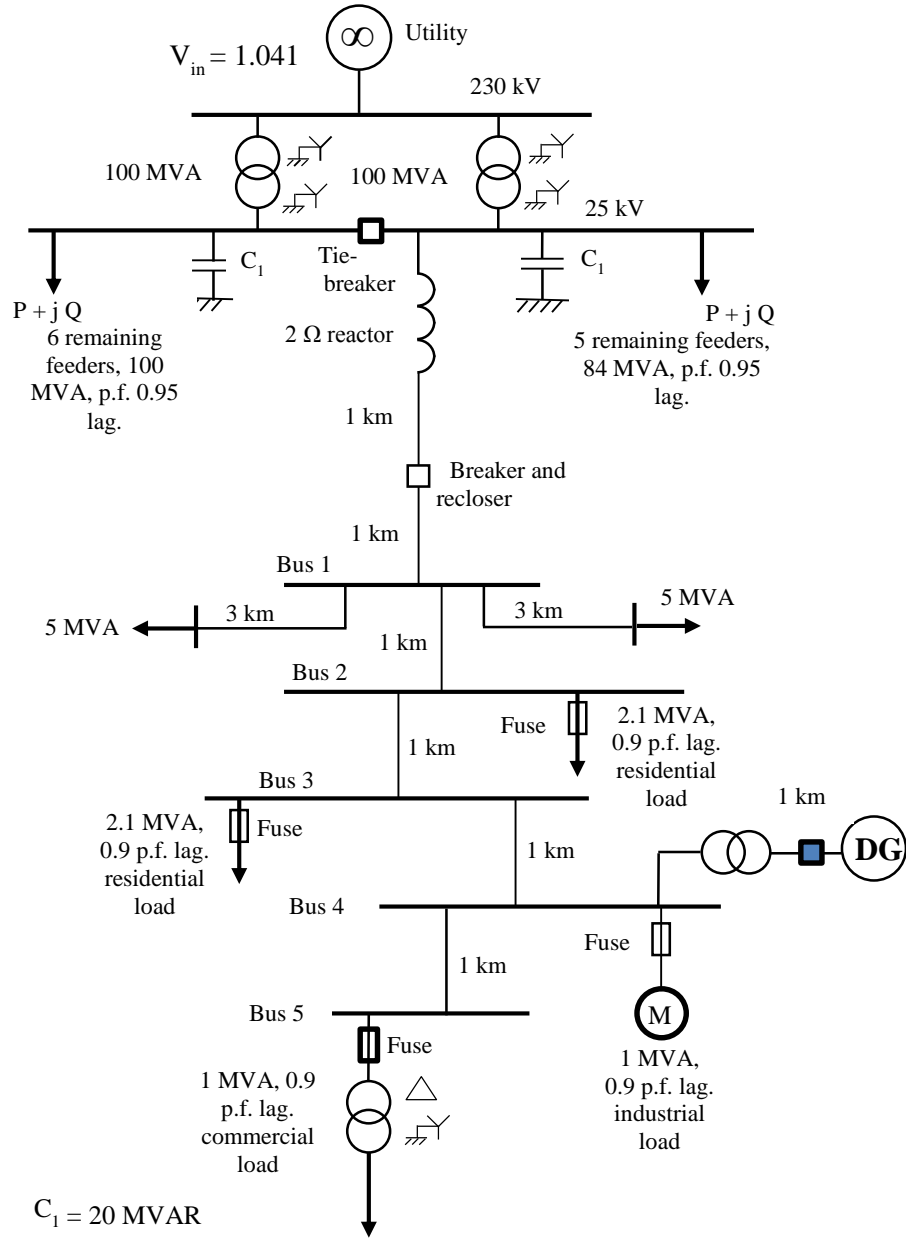 ∞
Utility
V_in = 1.041
230 kV
100 MVA
100 MVA
25 kV
C_1
Tie-
breaker
C_1
P + j Q
6 remaining
feeders, 100
MVA, p.f. 0.95
lag.
2 Ω reactor
P + j Q
5 remaining feeders,
84 MVA, p.f. 0.95
lag.
1 km
Breaker and
recloser
1 km
Bus 1
5 MVA
3 km
3 km
5 MVA
1 km
Bus 2
Fuse
2.1 MVA,
0.9 p.f. lag.
residential
load
1 km
Bus 3
2.1 MVA,
0.9 p.f. lag.
residential
load
Fuse
1 km
1 km
DG
Bus 4
Fuse
M
1 MVA,
0.9 p.f. lag.
industrial
load
1 km
Bus 5
Fuse
1 MVA, 0.9
p.f. lag.
commercial
load
C_1 = 20 MVAR